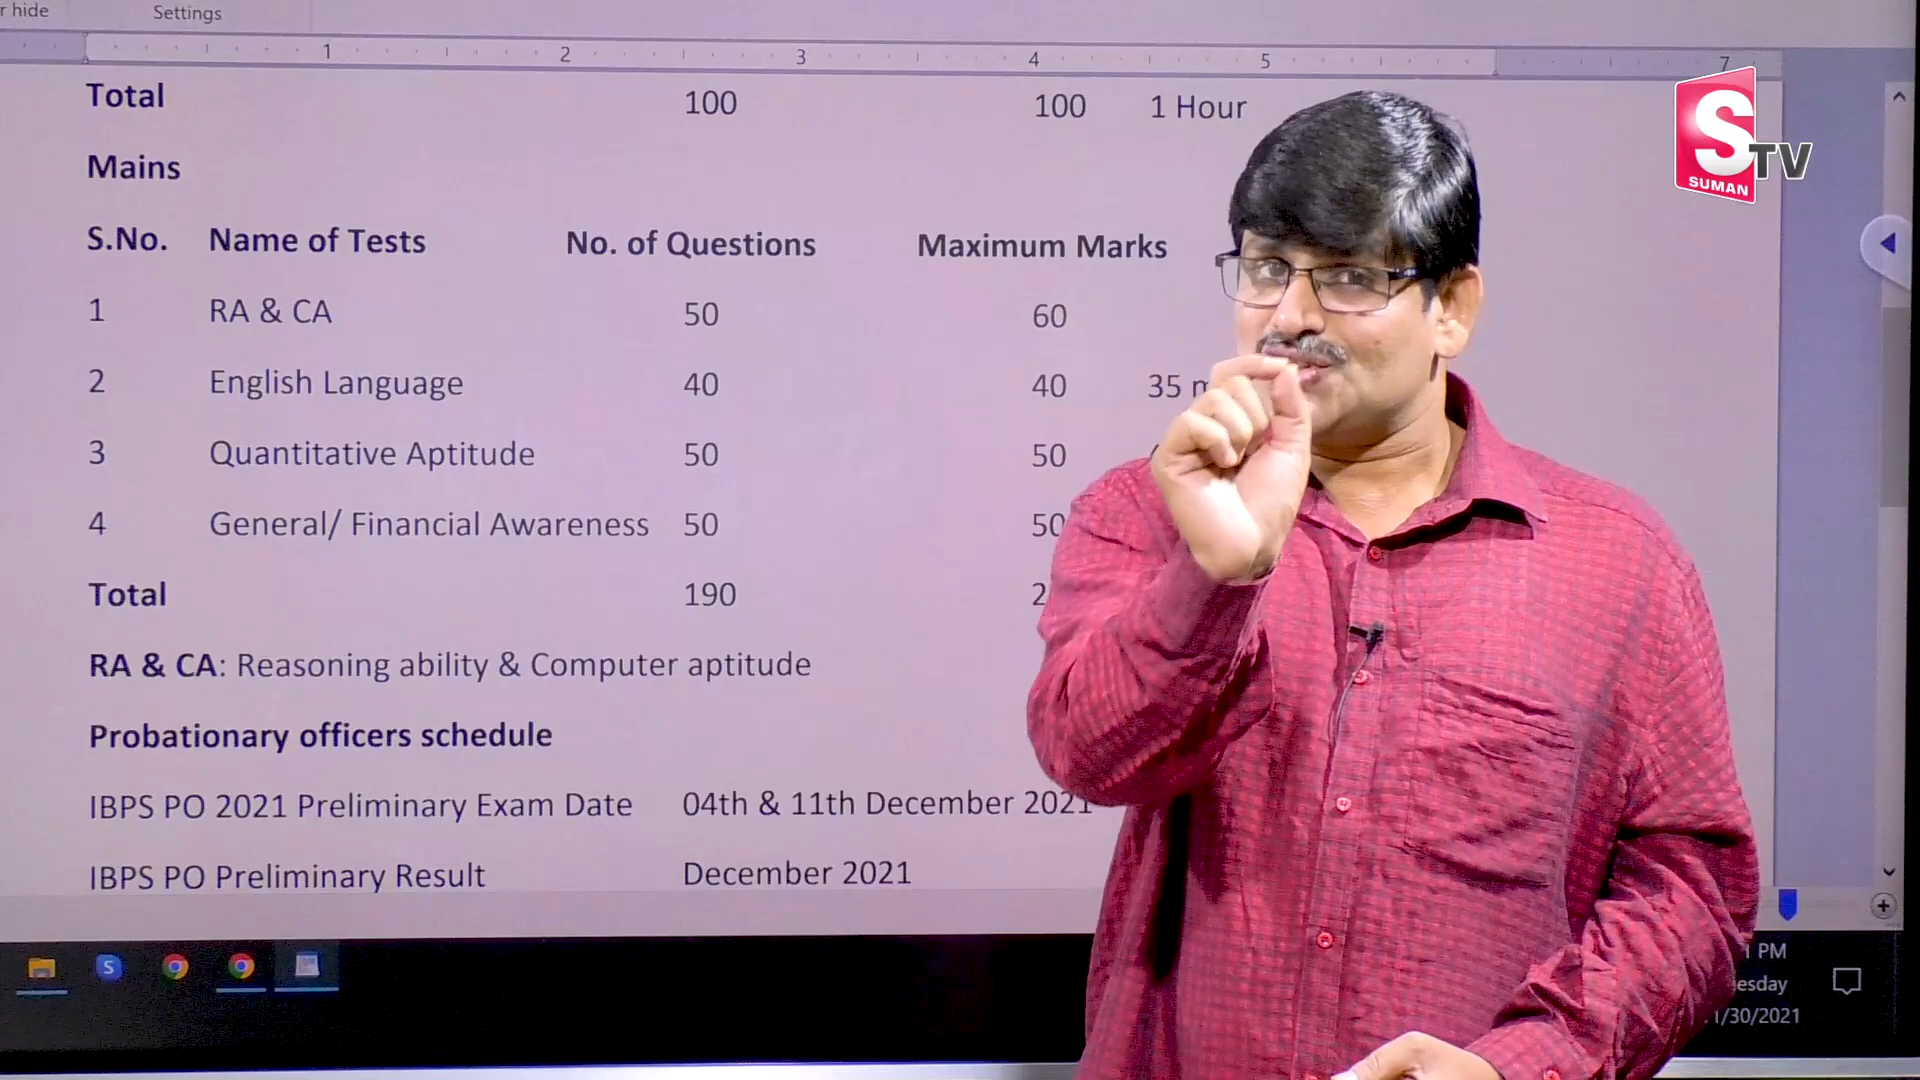 r hide
Settings
1 2 3 4 5 7
Total 100 100 1 Hour
S TV
SUMAN
Mains
S.No. Name of Tests No. of Questions Maximum Marks
1 RA & CA 50 60
2 English Language 40 40 35 m
3 Quantitative Aptitude 50 50
4 General/ Financial Awareness 50 50
Total 190 2
RA & CA: Reasoning ability & Computer aptitude
Probationary officers schedule
IBPS PO 2021 Preliminary Exam Date 04th & 11th December 2021
IBPS PO Preliminary Result December 2021
PM
esday
1/30/2021